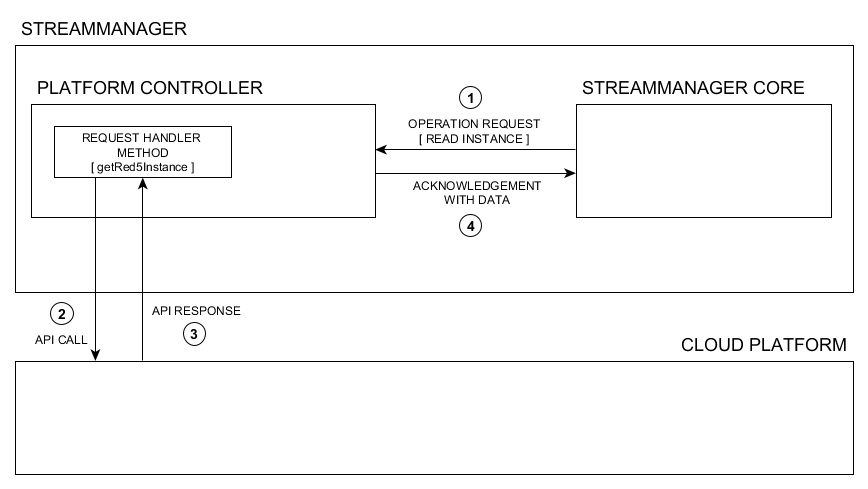 STREAMMANAGER
PLATFORM CONTROLLER
STREAMMANAGER CORE
1
OPERATION REQUEST
[ READ INSTANCE ]
REQUEST HANDLER
METHOD
[ getRed5Instance ]
ACKNOWLEDGEMENT
WITH DATA
4
2
API CALL
API RESPONSE
3
CLOUD PLATFORM